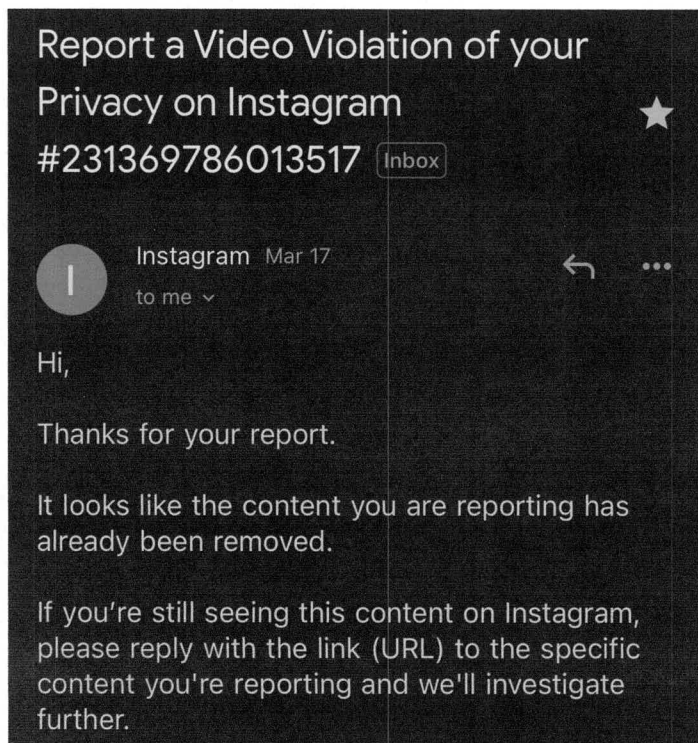 Report a Video Violation of your
Privacy on Instagram
#231369786013517 Inbox
I
Instagram Mar 17
to me
Hi,
Thanks for your report.
It looks like the content you are reporting has
already been removed.
If you’re still seeing this content on Instagram,
please reply with the link (URL) to the specific
content you're reporting and we'll investigate
further.